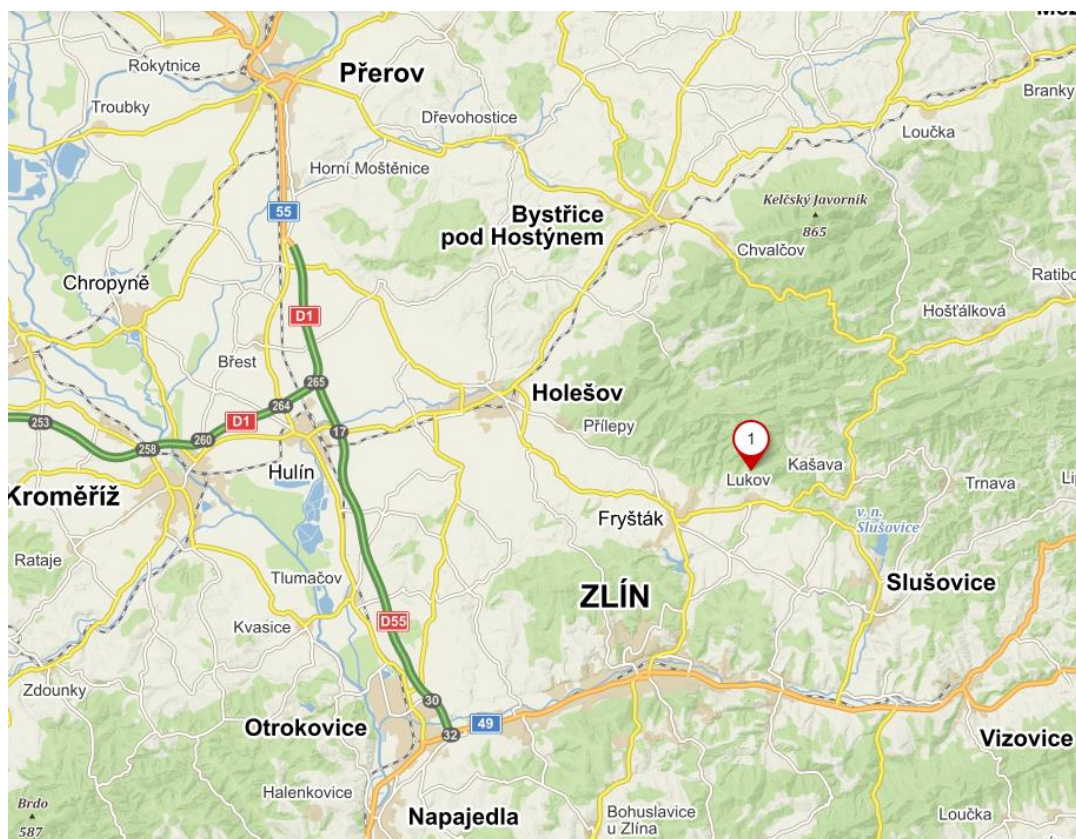 Přerov
Rokytnice
Troubky
Dřevohostice
Branky
Loučka
Horní Moštěnice
55
Bystřice
pod Hostýnem
Kelčský Javorník
865
Chvalčov
Chropyně
D1
Hošťálková
Břest
265
264
D1
253
258
260
17
Holešov
Přílepy
1
Lukov
Kašava
Trnava
Hulín
Kroměříž
Fryšták
v. n.
Slušovice
Rataje
Tlumačov
ZLÍN
Slušovice
D55
Kvasice
Zdounky
30
Otrokovice
49
32
Vizovice
Halenkovice
Napajedla
Bohuslavice
u Zlína
Loučka
Brdo
587